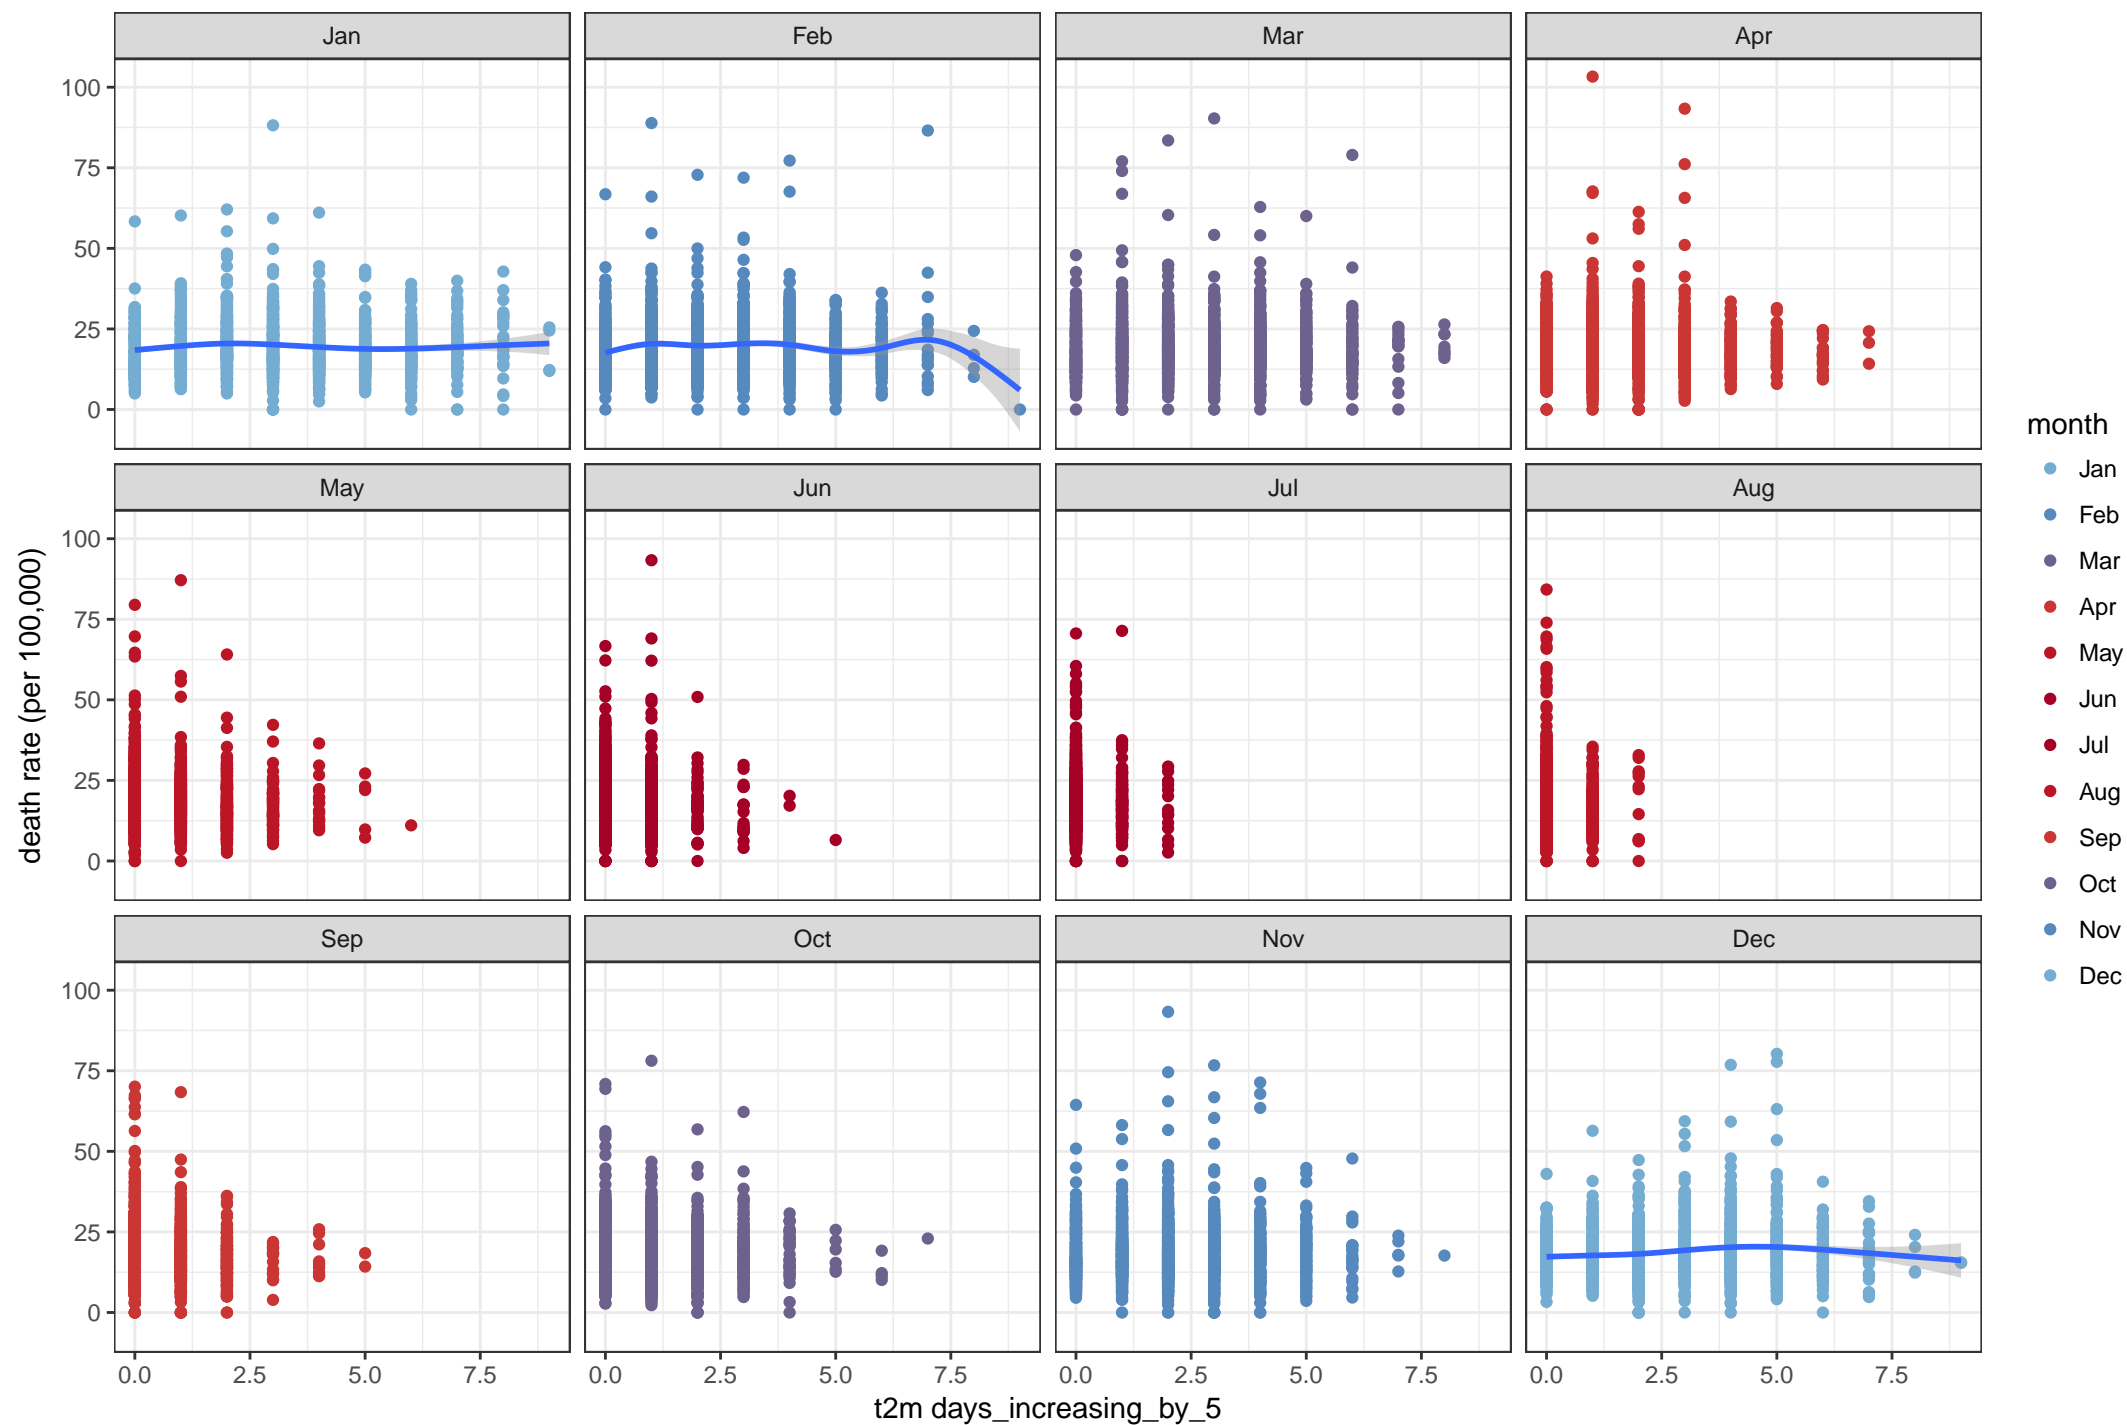 Jan Feb Mar Apr
100
75
50
25
0
May Jun Jul Aug
100
75
50
25
0
Sep Oct Nov Dec
100
75
50
25
0
0.0 2.5 5.0 7.5 0.0 2.5 5.0 7.5 0.0 2.5 5.0 7.5 0.0 2.5 5.0 7.5
t2m days_increasing_by_5
death rate (per 100,000)
month
Jan
Feb
Mar
Apr
May
Jun
Jul
Aug
Sep
Oct
Nov
Dec